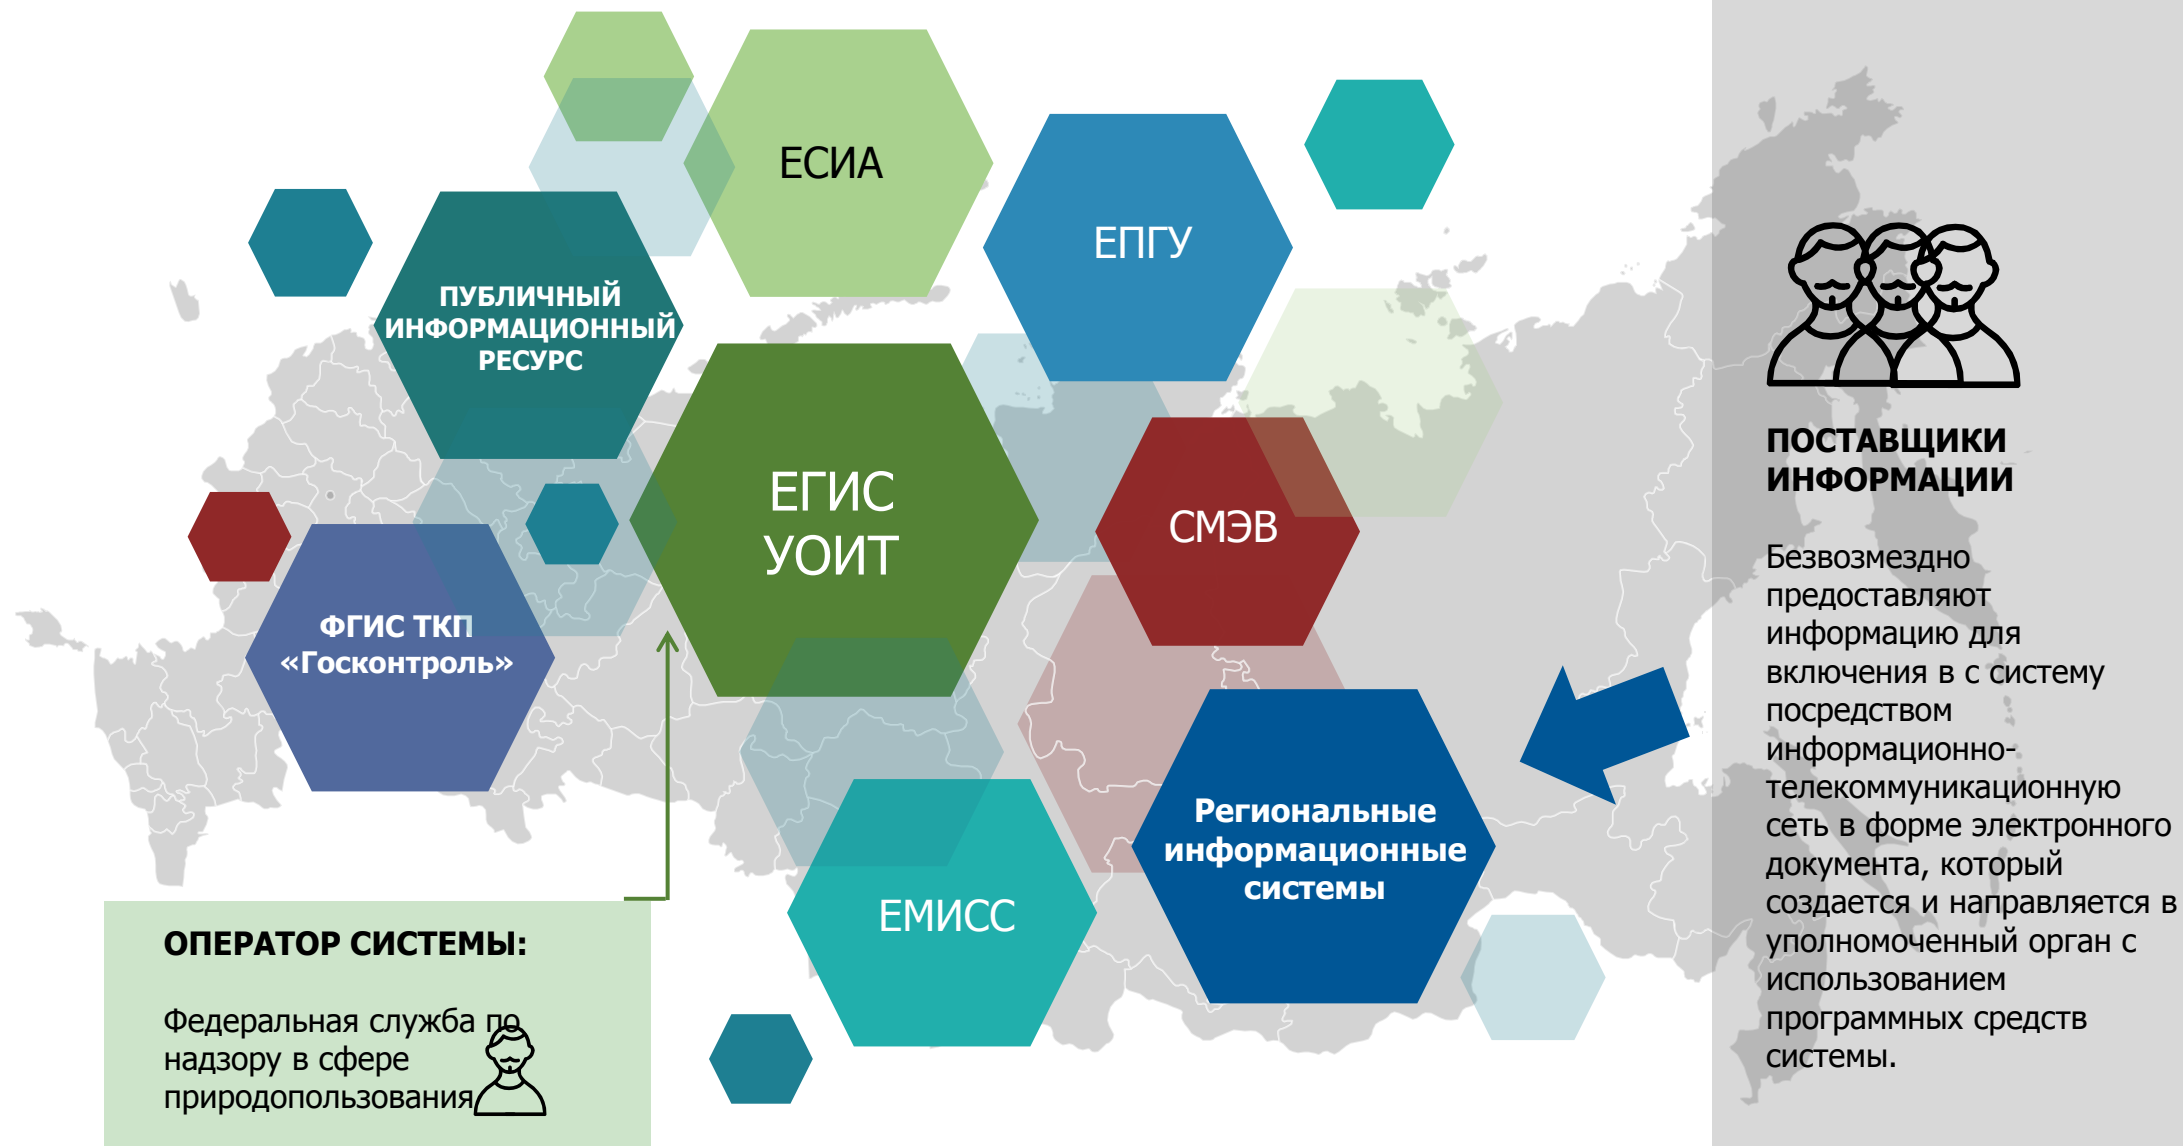 ЕСИА
ЕПГУ
ПУБЛИЧНЫЙ
ИНФОРМАЦИОННЫЙ
РЕСУРС
ЕГИС
УОИТ
СМЭВ
ФГИС ТКП
«Госконтроль»
Региональные
информационные
системы
ЕМИСС
ОПЕРАТОР СИСТЕМЫ:
Федеральная служба по
надзору в сфере
природопользования
ПОСТАВЩИКИ
ИНФОРМАЦИИ
Безвозмездно
предоставляют
информацию для
включения в с систему
посредством
информационно-
телекоммуникационную
сеть в форме электронного
документа, который
создается и направляется в
уполномоченный орган с
использованием
программных средств
системы.